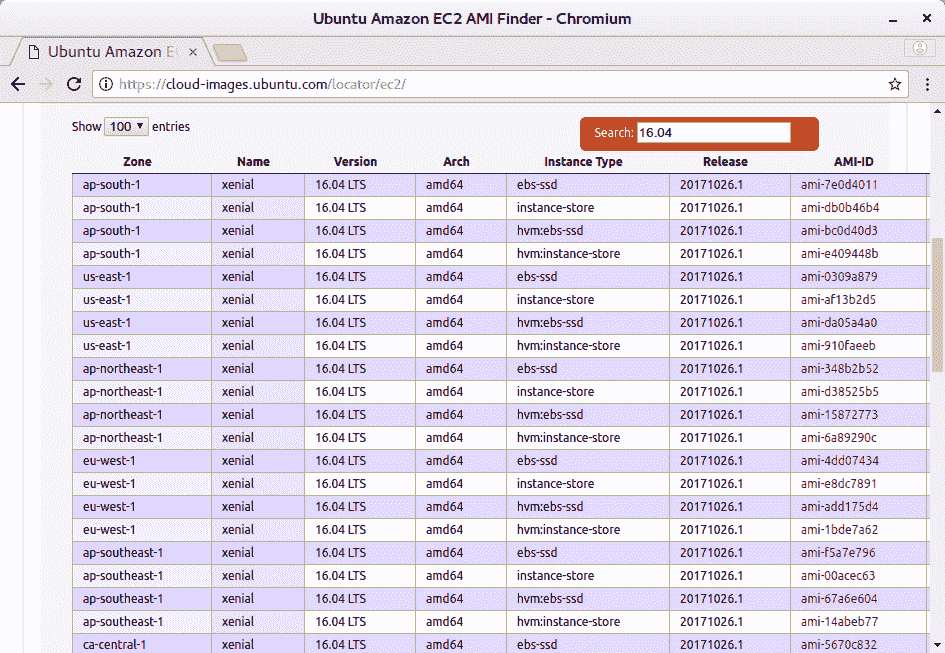 Ubuntu Amazon EC2 AMI Finder - Chromium
Ubuntu Amazon E
https://cloud-images.ubuntu.com/locator/ec2/
Show 100 entries Search: 16.04
Zone Name Version Arch Instance Type Release AMI-ID
ap-south-1 xenial 16.04 LTS amd64 ebs-ssd 20171026.1 ami-7e0d4011
ap-south-1 xenial 16.04 LTS amd64 instance-store 20171026.1 ami-db0b46b4
ap-south-1 xenial 16.04 LTS amd64 hvm:ebs-ssd 20171026.1 ami-bc0d40d3
ap-south-1 xenial 16.04 LTS amd64 hvm:instance-store 20171026.1 ami-e409448b
us-east-1 xenial 16.04 LTS amd64 ebs-ssd 20171026.1 ami-0309a879
us-east-1 xenial 16.04 LTS amd64 instance-store 20171026.1 ami-af13b2d5
us-east-1 xenial 16.04 LTS amd64 hvm:ebs-ssd 20171026.1 ami-da05a4a0
us-east-1 xenial 16.04 LTS amd64 hvm:instance-store 20171026.1 ami-910faeeb
ap-northeast-1 xenial 16.04 LTS amd64 ebs-ssd 20171026.1 ami-348b2b52
ap-northeast-1 xenial 16.04 LTS amd64 instance-store 20171026.1 ami-d38525b5
ap-northeast-1 xenial 16.04 LTS amd64 hvm:ebs-ssd 20171026.1 ami-15872773
ap-northeast-1 xenial 16.04 LTS amd64 hvm:instance-store 20171026.1 ami-6a89290c
eu-west-1 xenial 16.04 LTS amd64 ebs-ssd 20171026.1 ami-4dd07434
eu-west-1 xenial 16.04 LTS amd64 instance-store 20171026.1 ami-e8dc7891
eu-west-1 xenial 16.04 LTS amd64 hvm:ebs-ssd 20171026.1 ami-add175d4
eu-west-1 xenial 16.04 LTS amd64 hvm:instance-store 20171026.1 ami-1bde7a62
ap-southeast-1 xenial 16.04 LTS amd64 ebs-ssd 20171026.1 ami-f5a7e796
ap-southeast-1 xenial 16.04 LTS amd64 instance-store 20171026.1 ami-00acec63
ap-southeast-1 xenial 16.04 LTS amd64 hvm:ebs-ssd 20171026.1 ami-67a6e604
ap-southeast-1 xenial 16.04 LTS amd64 hvm:instance-store 20171026.1 ami-14abeb77
ca-central-1 xenial 16.04 LTS amd64 ebs-ssd 20171026.1 ami-5670c832